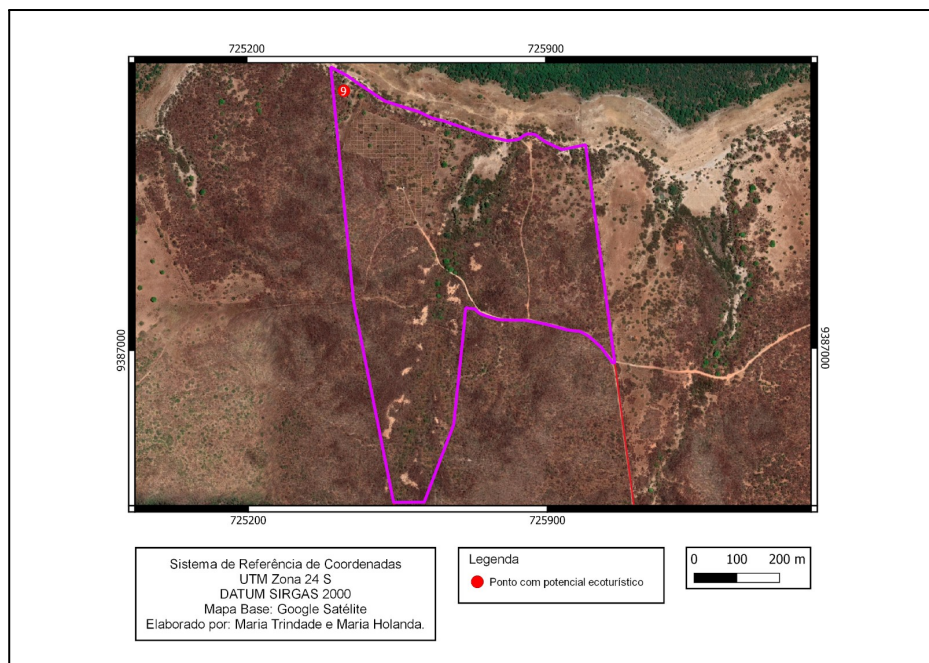 725200 725900
9
9387000 9387000
725200 725900
Sistema de Referência de Coordenadas
UTM Zona 24 S
DATUM SIRGAS 2000
Mapa Base: Google Satélite
Elaborado por: Maria Trindade e Maria Holanda.
Legenda
Ponto com potencial ecoturístico
0 100 200 m